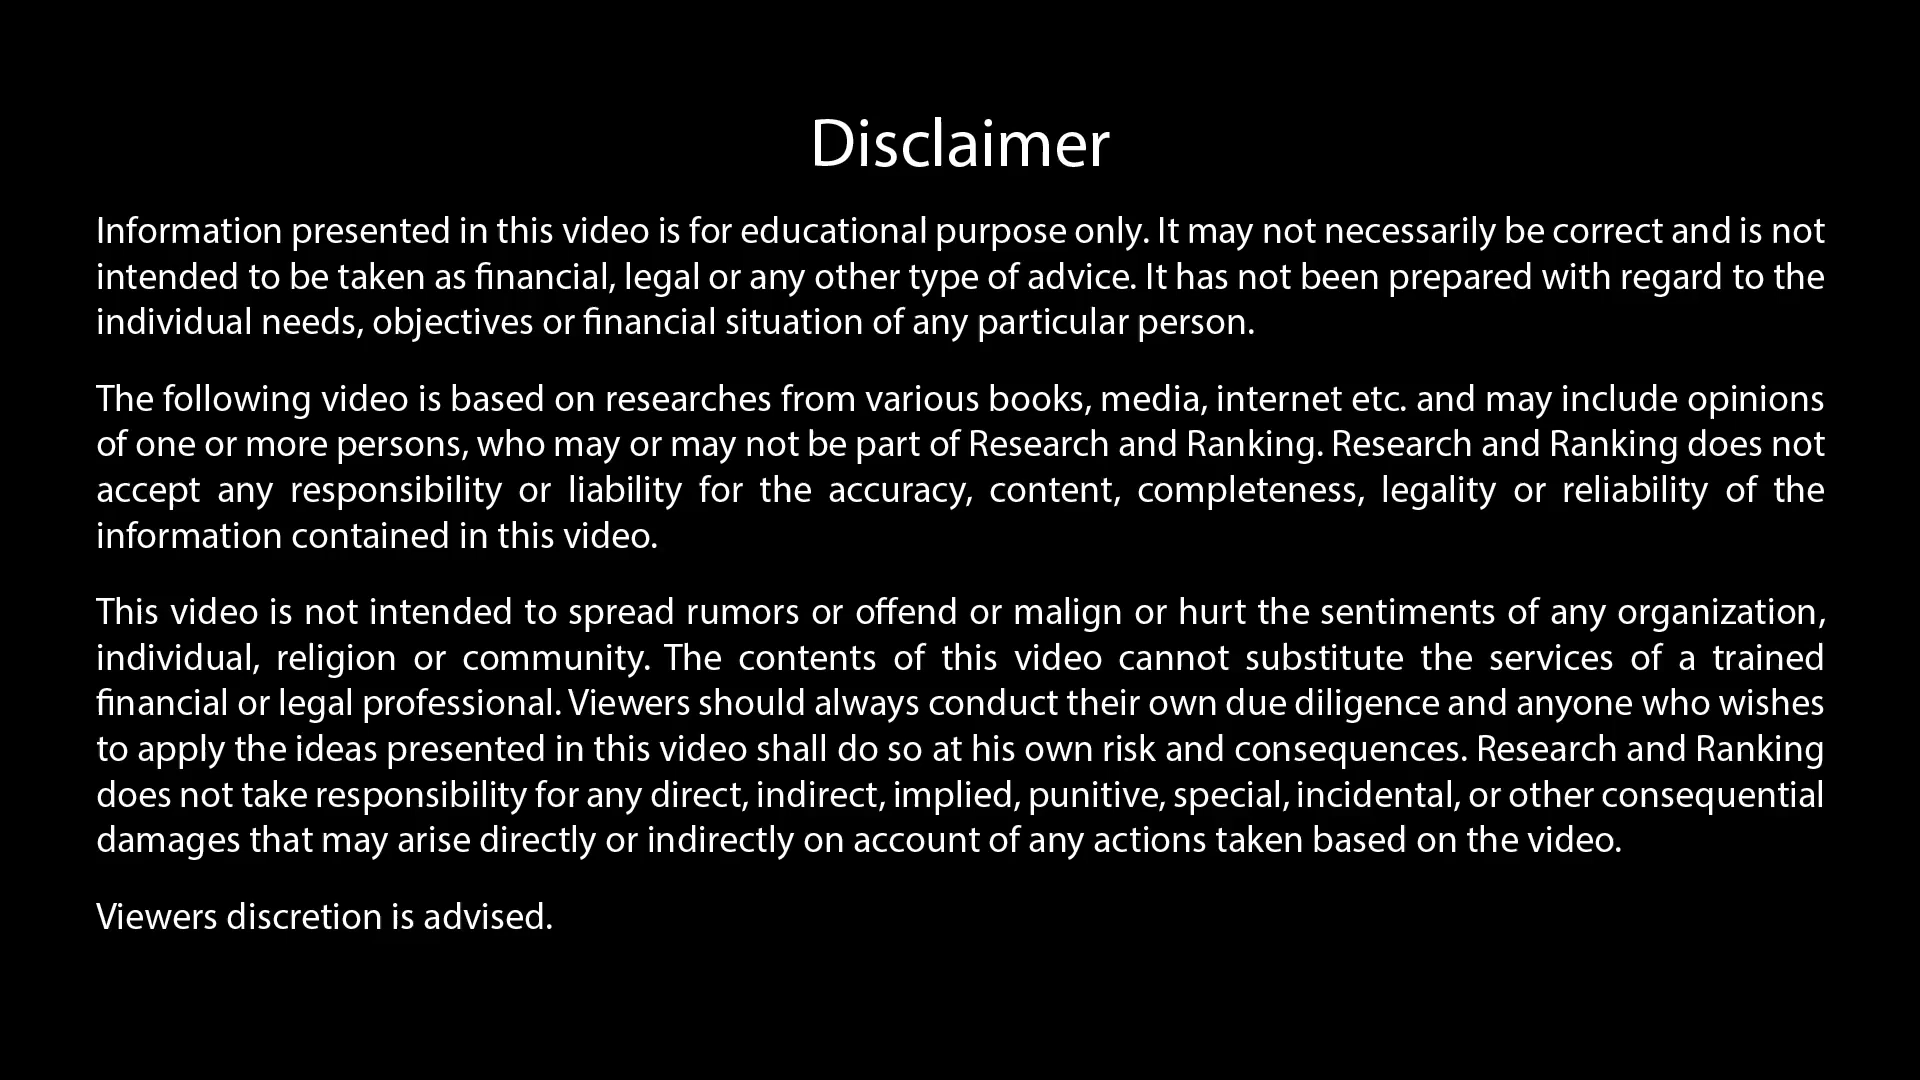 Disclaimer
Information presented in this video is for educational purpose only. It may not necessarily be correct and is not
intended to be taken as financial, legal or any other type of advice. It has not been prepared with regard to the
individual needs, objectives or financial situation of any particular person.
The following video is based on researches from various books, media, internet etc. and may include opinions
of one or more persons, who may or may not be part of Research and Ranking. Research and Ranking does not
accept any responsibility or liability for the accuracy, content, completeness, legality or reliability of the
information contained in this video.
This video is not intended to spread rumors or offend or malign or hurt the sentiments of any organization,
individual, religion or community. The contents of this video cannot substitute the services of a trained
financial or legal professional. Viewers should always conduct their own due diligence and anyone who wishes
to apply the ideas presented in this video shall do so at his own risk and consequences. Research and Ranking
does not take responsibility for any direct, indirect, implied, punitive, special, incidental, or other consequential
damages that may arise directly or indirectly on account of any actions taken based on the video.
Viewers discretion is advised.